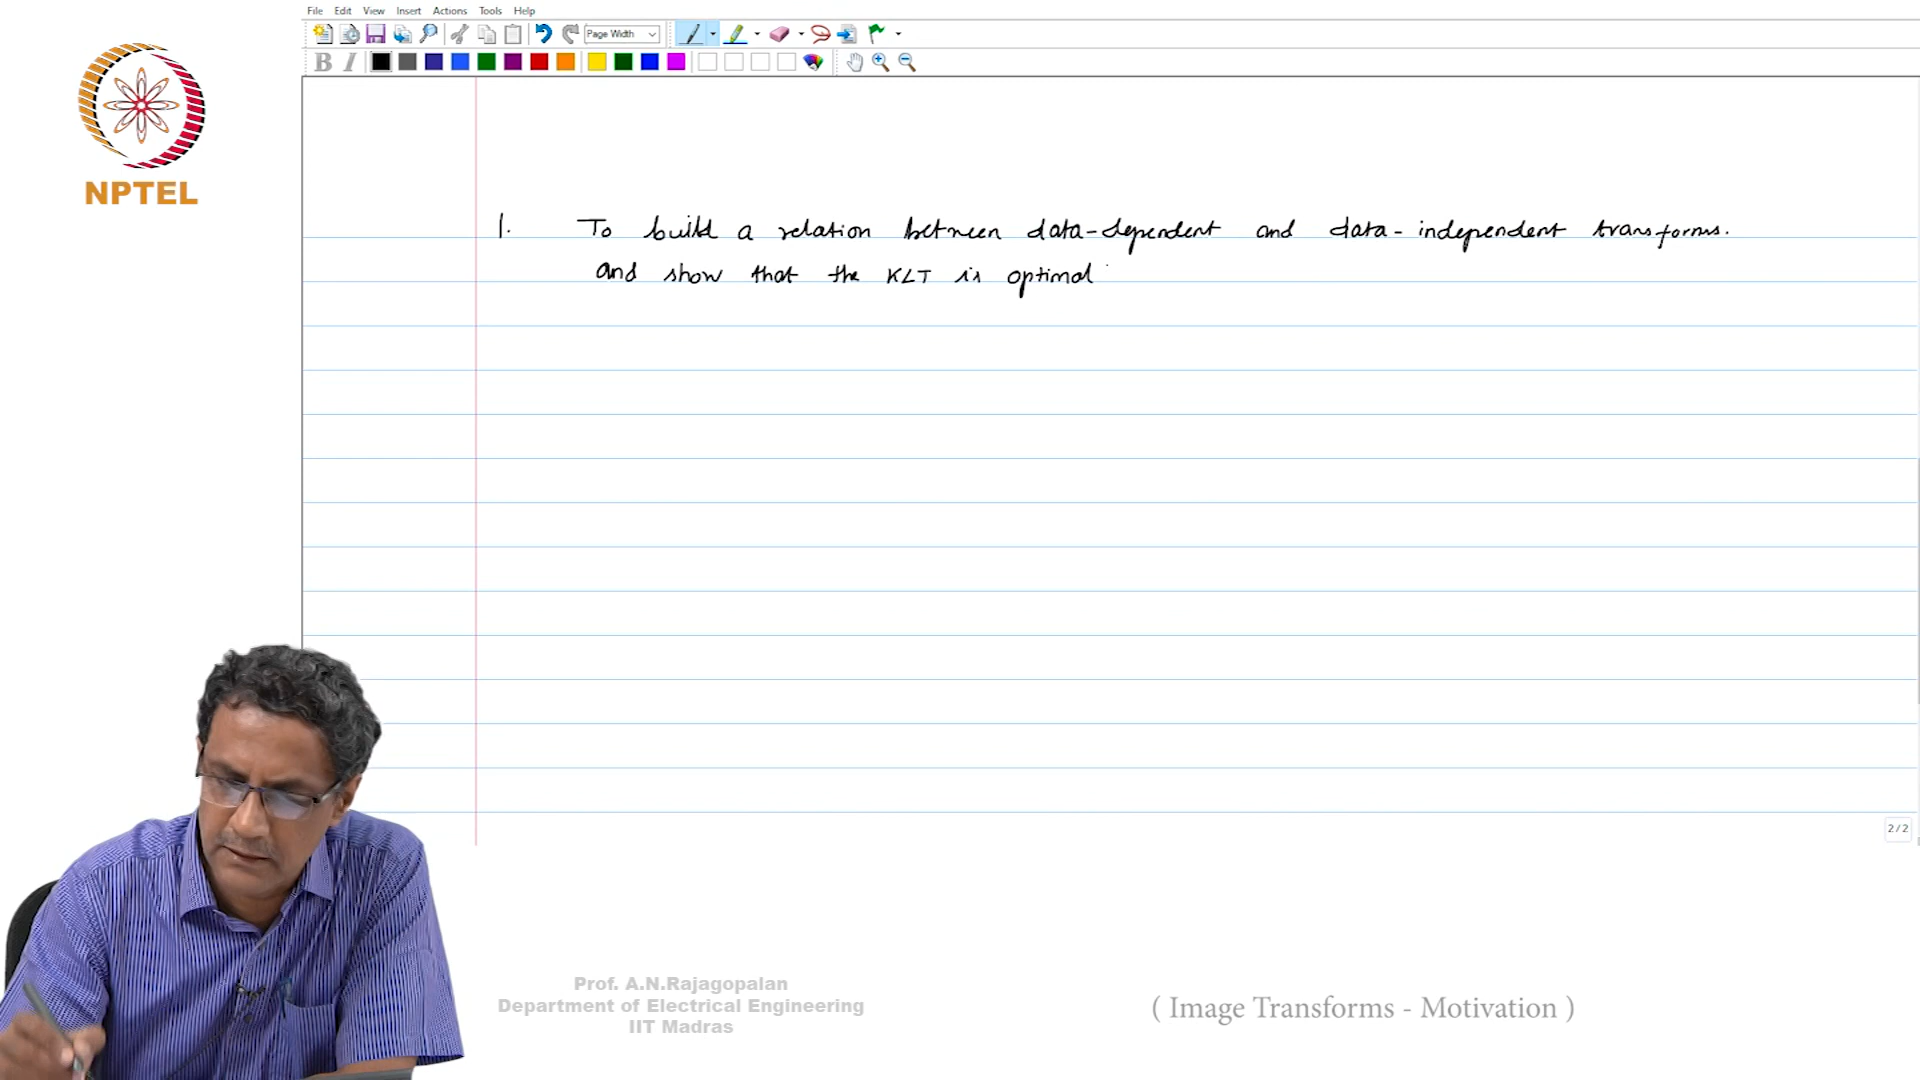 File Edit View Insert Actions Tools Help
Page Width
B I
NPTEL
1. To build a relation between data-dependent and data-independent transforms.
and show that the KLT is optimal
2/2
Prof. A.N.Rajagopalan
Department of Electrical Engineering
IIT Madras
( Image Transforms - Motivation )